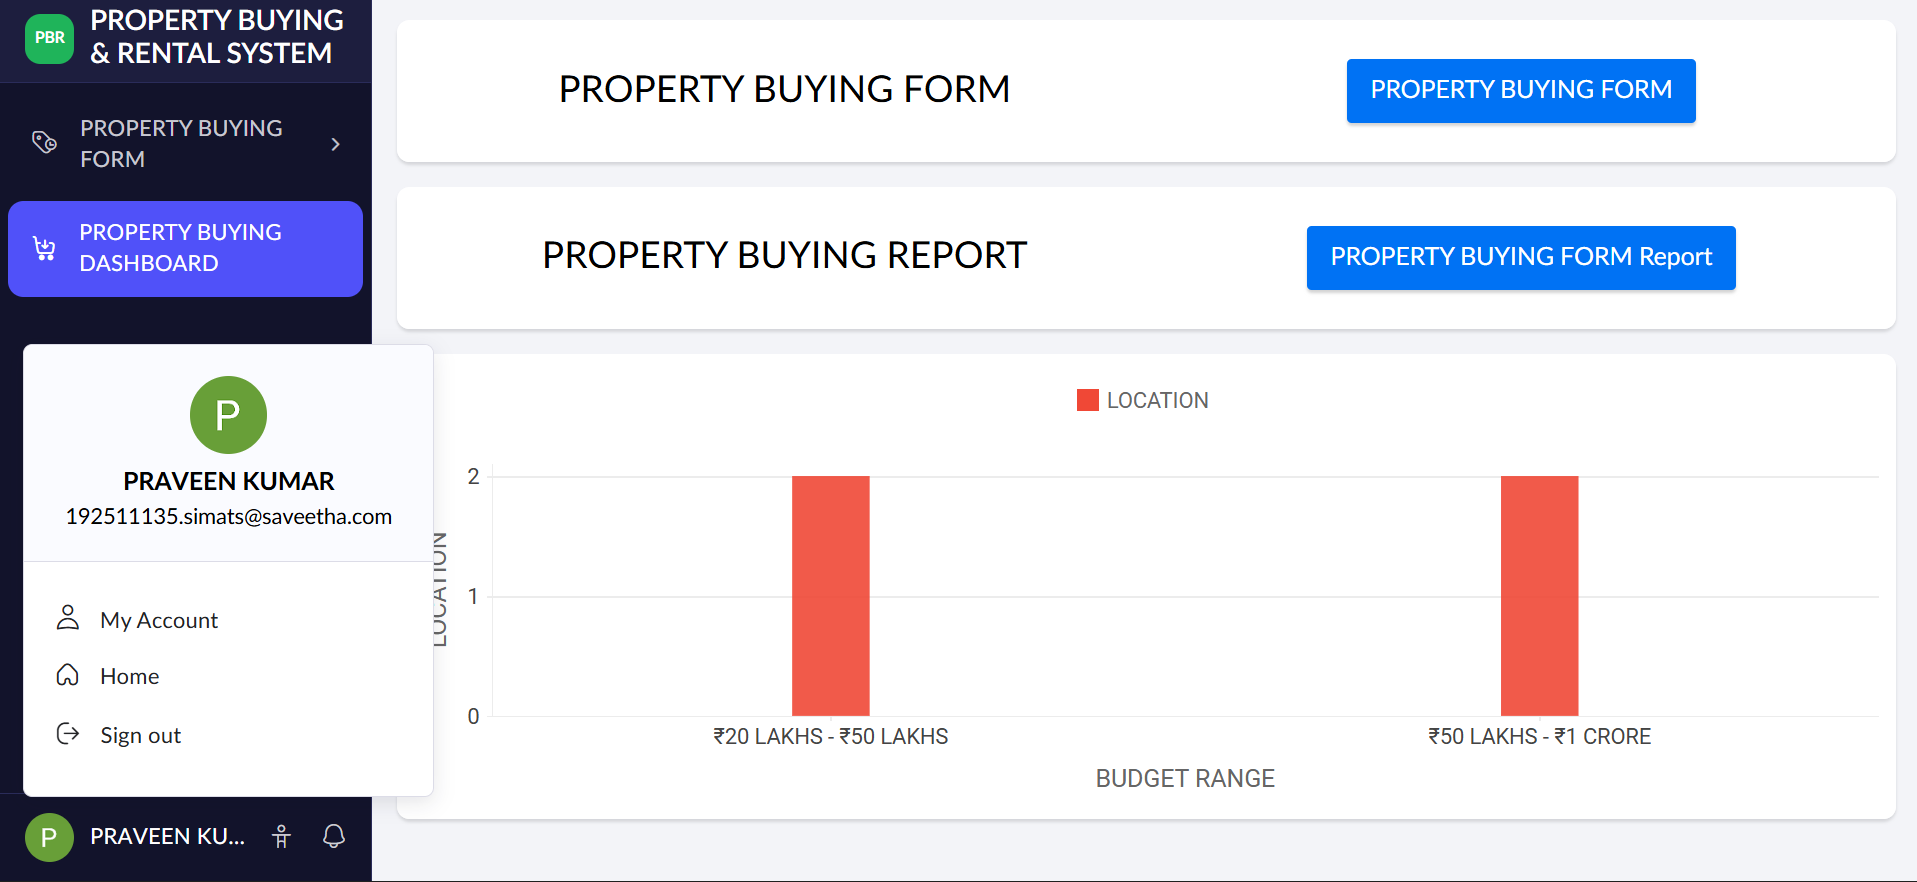 PBR
PROPERTY BUYING
& RENTAL SYSTEM
PROPERTY BUYING
FORM
PROPERTY BUYING
DASHBOARD
P
PRAVEEN KUMAR
192511135.simats@saveetha.com
My Account
Home
Sign out
P
PRAVEEN KU...
PROPERTY BUYING FORM
PROPERTY BUYING FORM
PROPERTY BUYING REPORT
PROPERTY BUYING FORM Report
LOCATION
LOCATION
2
1
0
₹20 LAKHS - ₹50 LAKHS
₹50 LAKHS - ₹1 CRORE
BUDGET RANGE